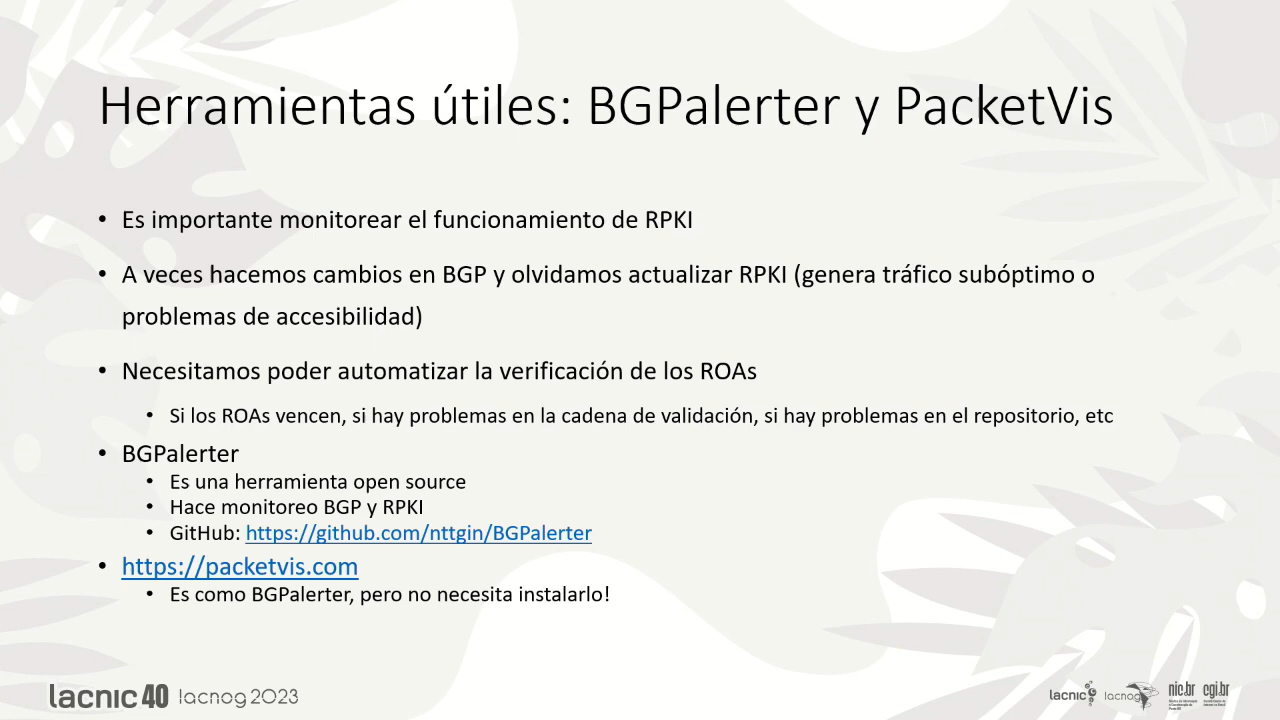 Herramientas útiles: BGPalerter y PacketVis
• Es importante monitorear el funcionamiento de RPKI
• A veces hacemos cambios en BGP y olvidamos actualizar RPKI (genera tráfico subóptimo o
problemas de accesibilidad)
• Necesitamos poder automatizar la verificación de los ROAs
• Si los ROAs vencen, si hay problemas en la cadena de validación, si hay problemas en el repositorio, etc
• BGPalerter
• Es una herramienta open source
• Hace monitoreo BGP y RPKI
• GitHub: https://github.com/nttgin/BGPalerter
• https://packetvis.com
• Es como BGPalerter, pero no necesita instalarlo!
lacnic 40 lacnog 2023
lacnic lacnog nic.br cgi.br